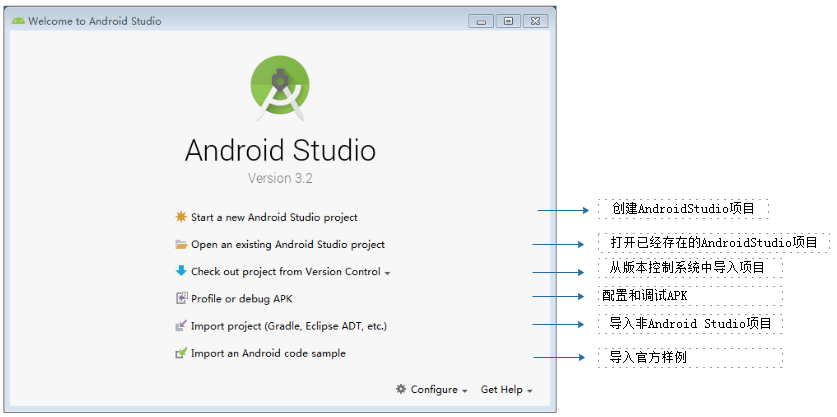 Welcome to Android Studio
Android Studio
Version 3.2
Start a new Android Studio project
创建AndroidStudio项目
Open an existing Android Studio project
打开已经存在的AndroidStudio项目
Check out project from Version Control
从版本控制系统中导入项目
Profile or debug APK
配置和调试APK
Import project (Gradle, Eclipse ADT, etc.)
导入非Android Studio项目
Import an Android code sample
导入官方样例
Configure Get Help